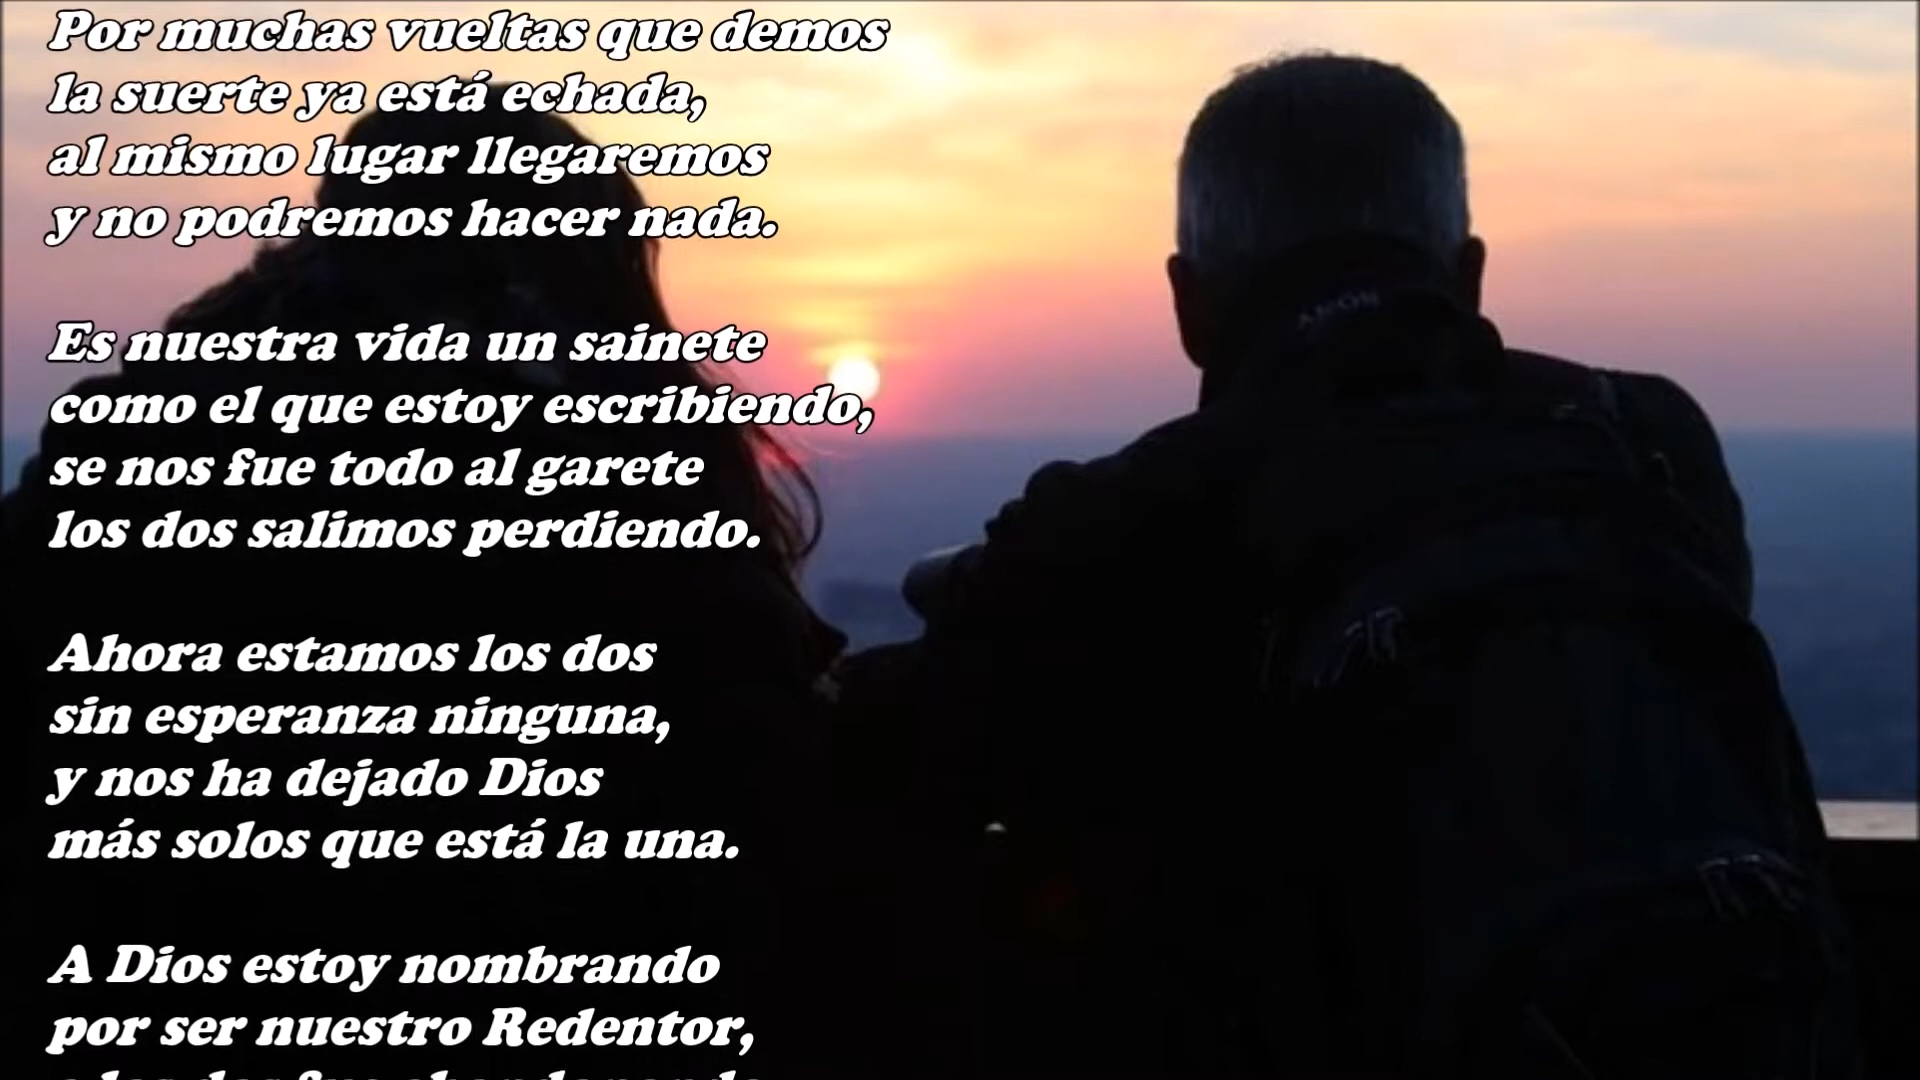 Por muchas vueltas que demos
la suerte ya está echada,
al mismo lugar llegaremos
y no podremos hacer nada.
Es nuestra vida un sainete
como el que estoy escribiendo,
se nos fue todo al garete
los dos salimos perdiendo.
Ahora estamos los dos
sin esperanza ninguna,
y nos ha dejado Dios
más solos que está la una.
A Dios estoy nombrando
por ser nuestro Redentor,